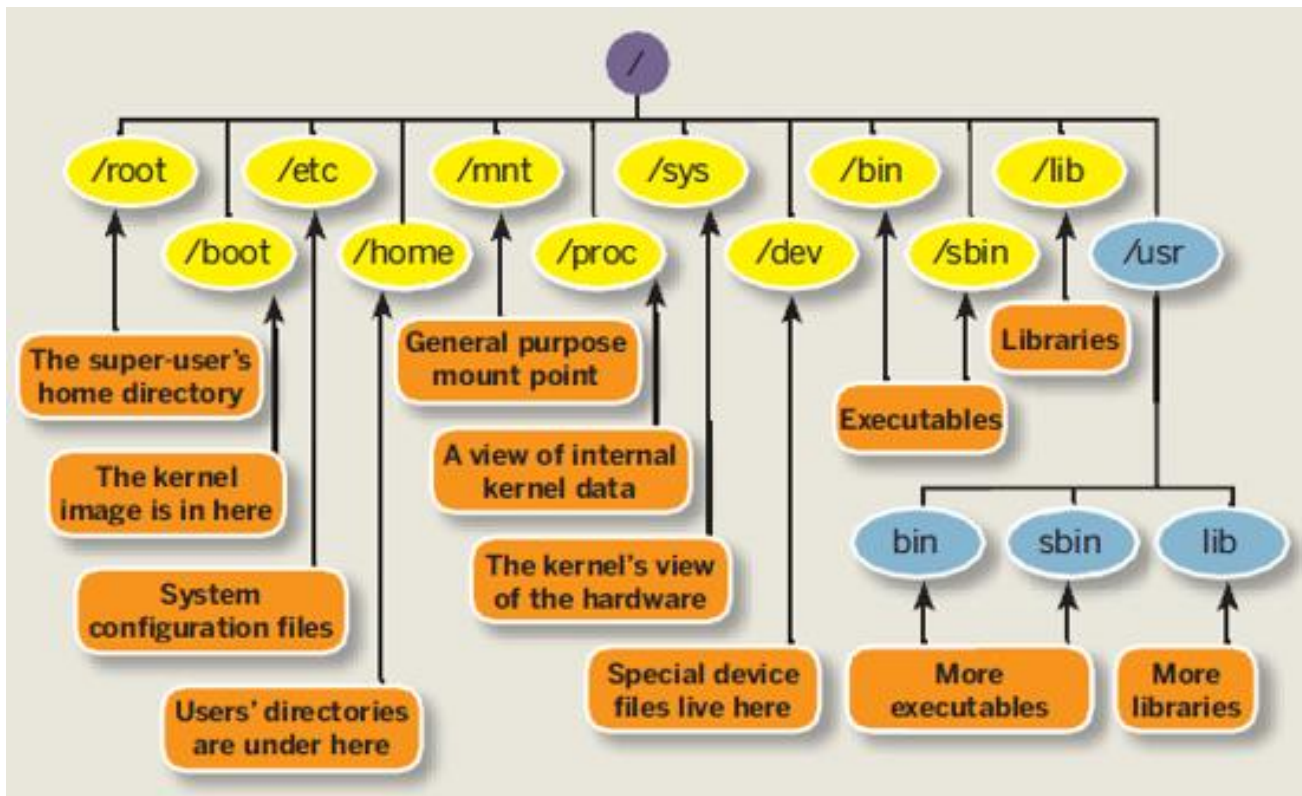 /
/root
/etc
/mnt
/sys
/bin
/lib
/boot
/home
/proc
/dev
/sbin
/usr
The super-user's
home directory
General purpose
mount point
Libraries
Executables
The kernel
image is in here
A view of internal
kernel data
bin
sbin
lib
System
configuration files
The kernel's view
of the hardware
Users' directories
are under here
Special device
files live here
More
executables
More
libraries